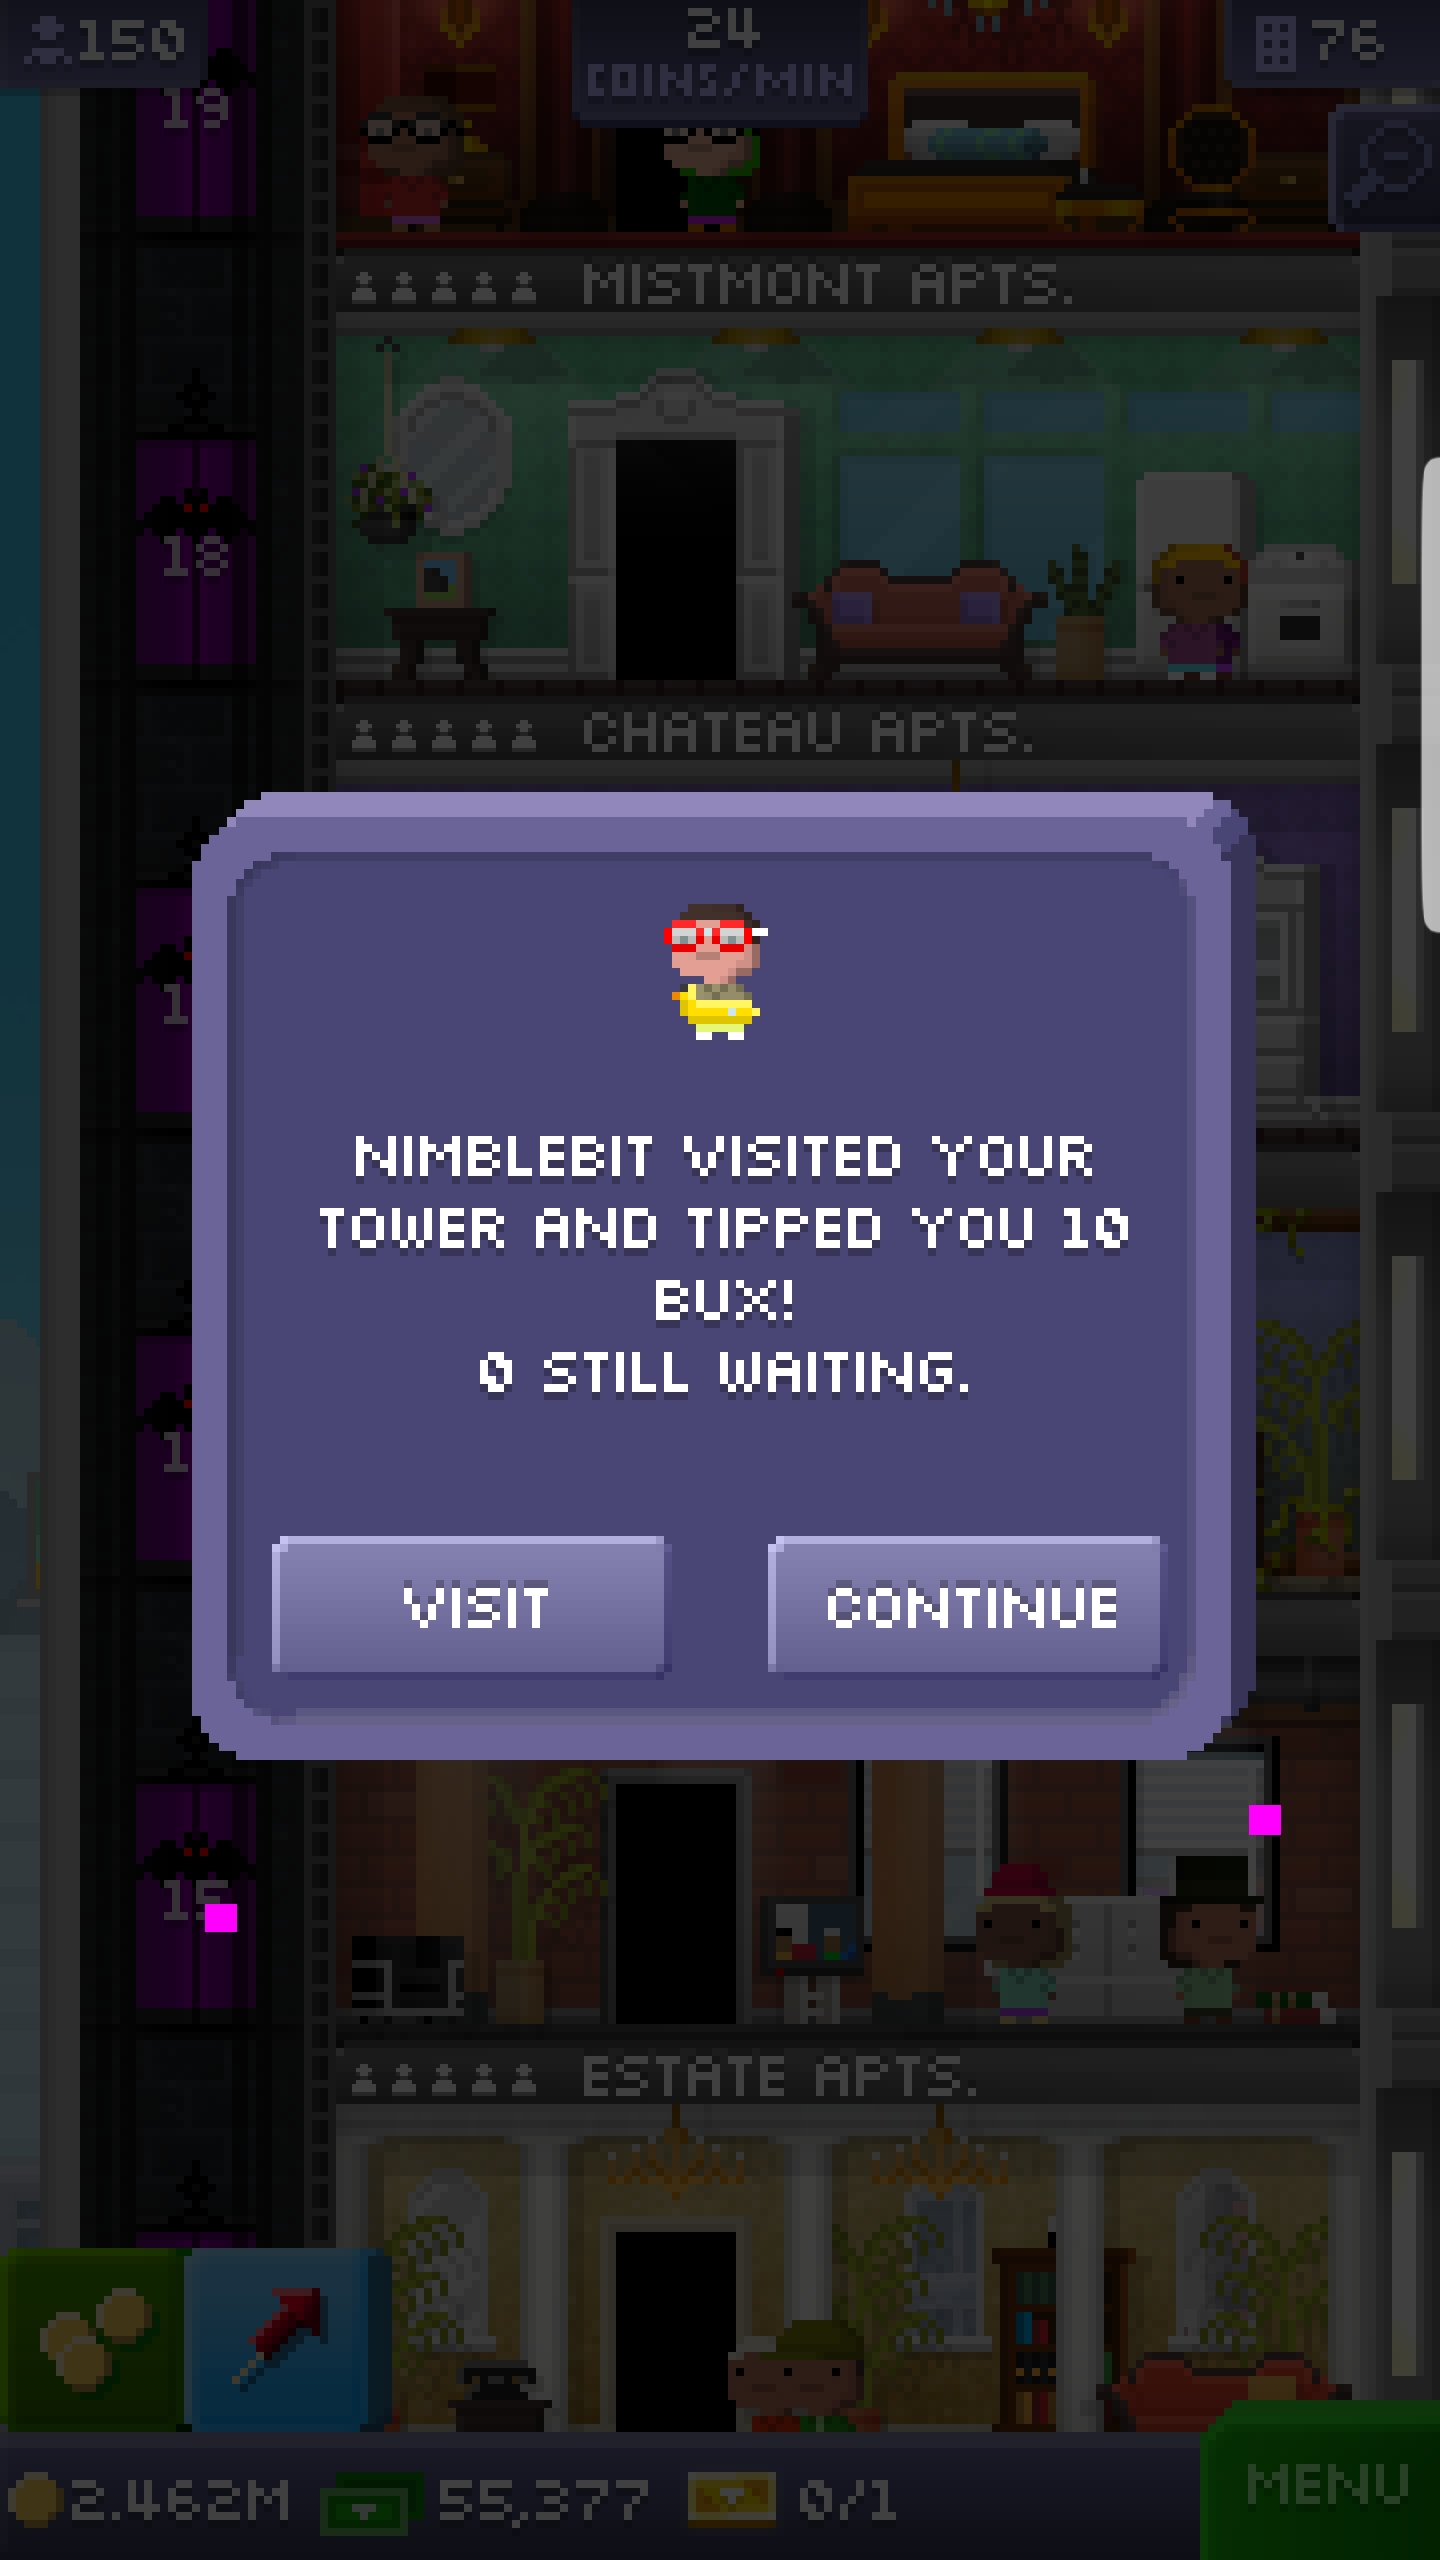 150
24
COINS/MIN
76
19
MISTMONT APTS.
18
CHATEAU APTS.
NIMBLEBIT VISITED YOUR
TOWER AND TIPPED YOU 10
BUX!
0 STILL WAITING.
VISIT
CONTINUE
ESTATE APTS.
2.462M
55,377
0/1
MENU